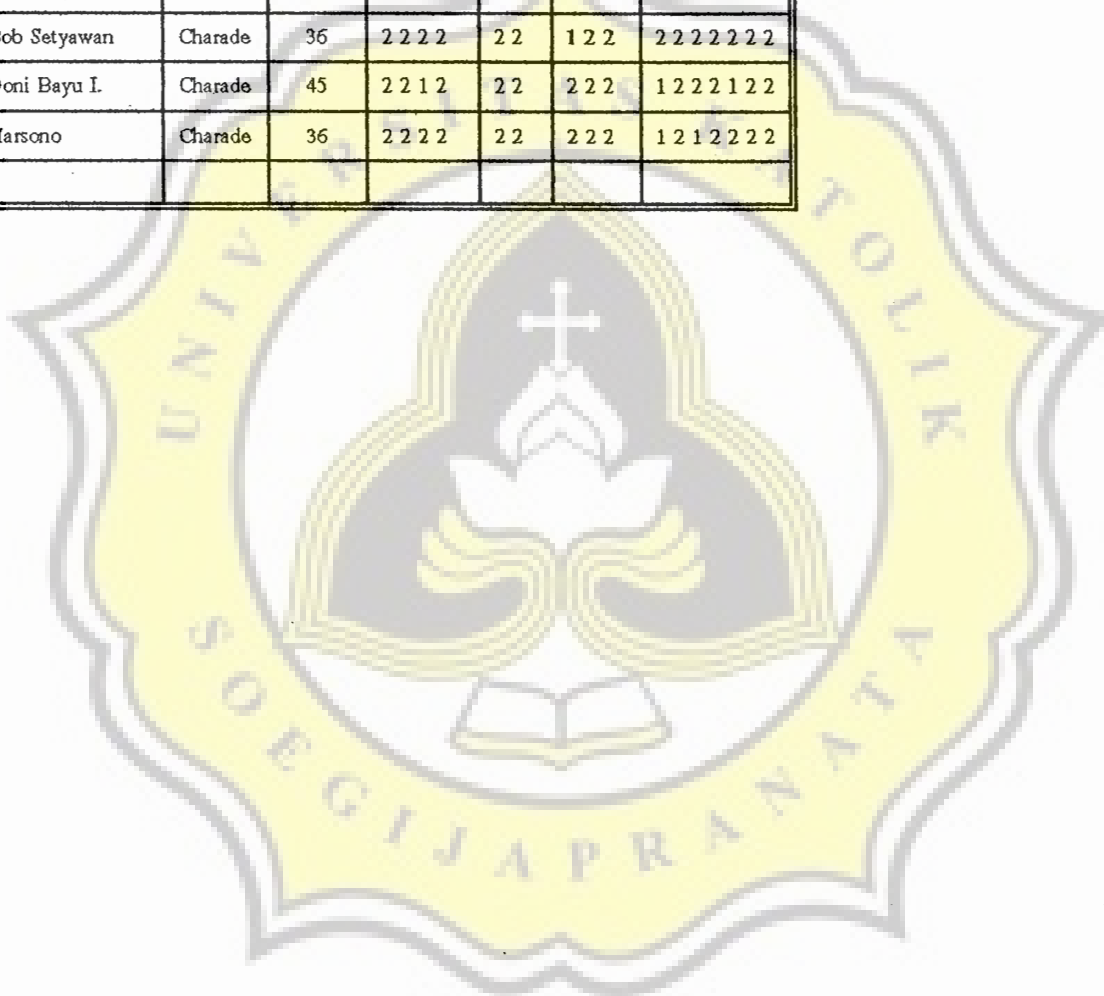 ob Setyawan Charade 36 2 2 2 2 2 2 1 2 2 2 2 2 2 2 2 2
oni Bayu I. Charade 45 2 2 1 2 2 2 2 2 2 1 2 2 2 1 2 2
arsono Charade 36 2 2 2 2 2 2 2 2 2 1 2 1 2 2 2 2
UNIVERSITAS KATOLIK
SOEGIJAPRANATA